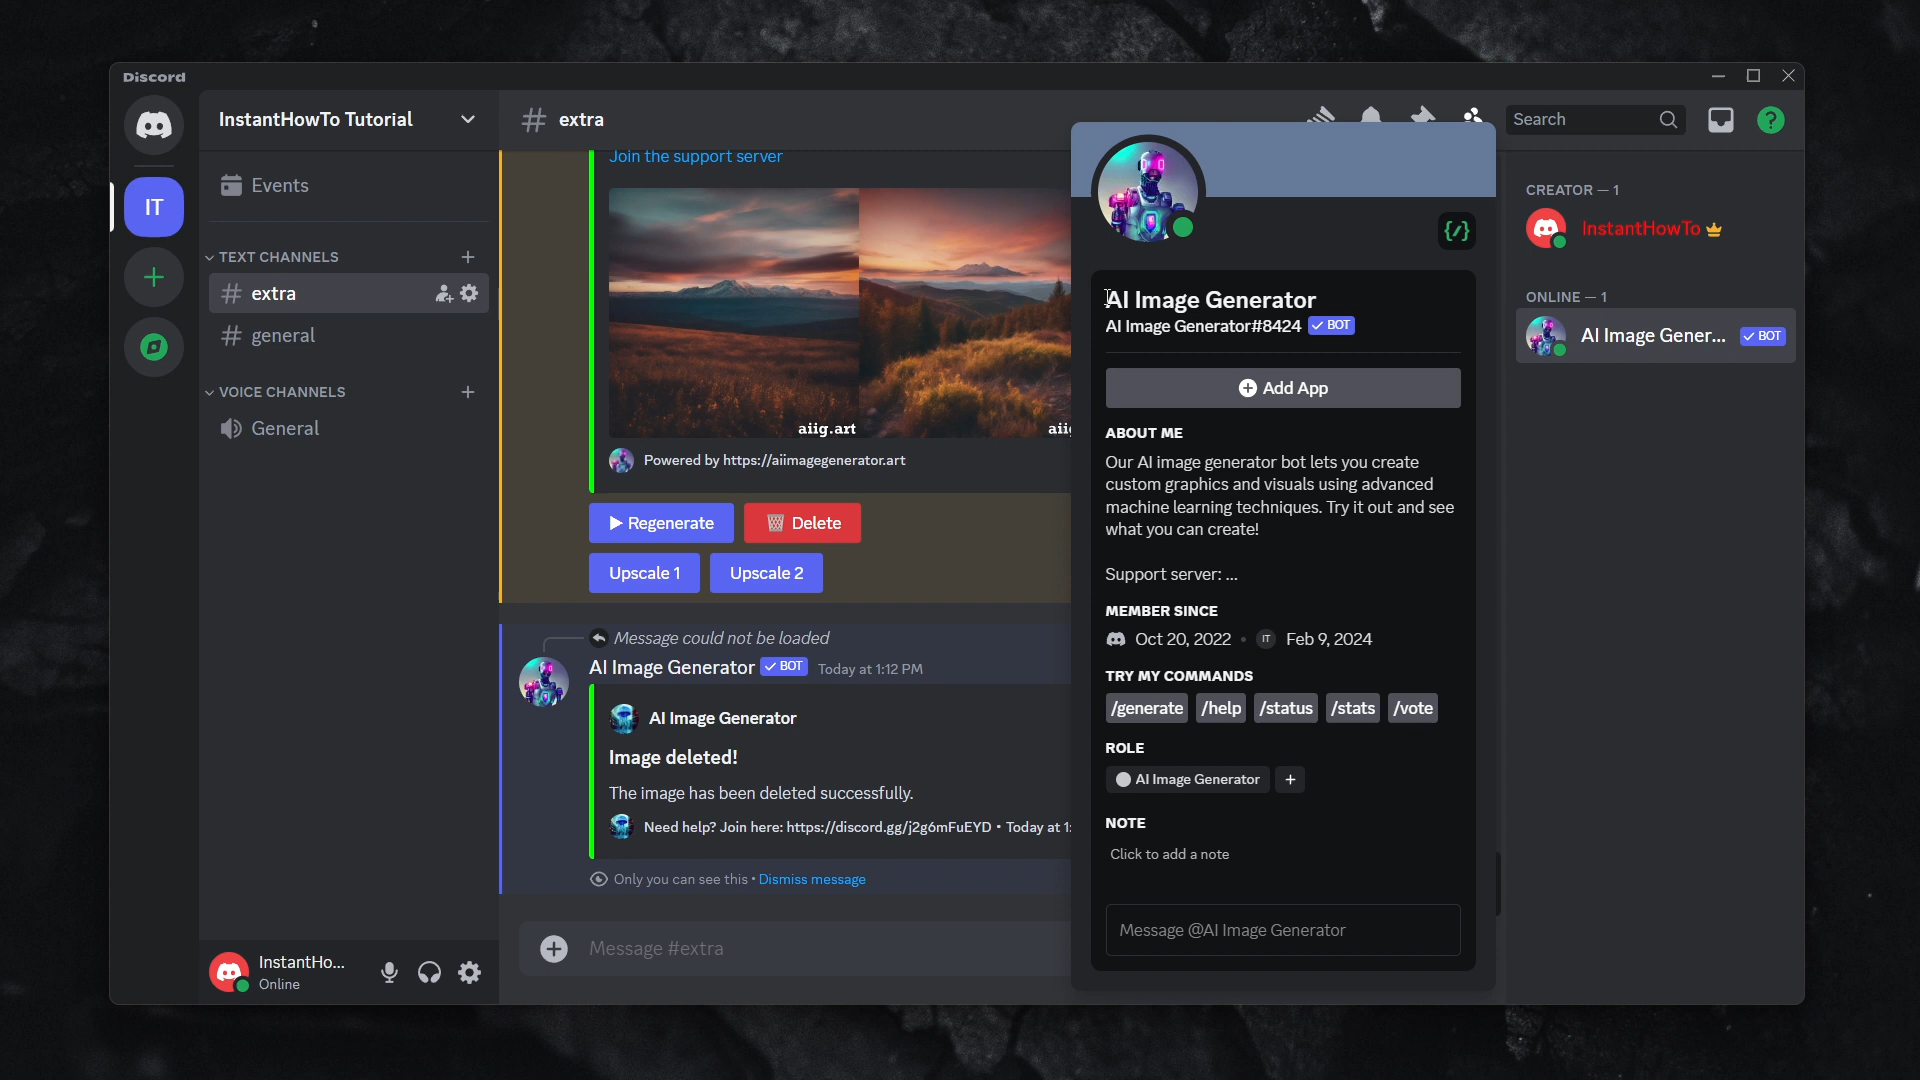 Discord
IT
InstantHowTo Tutorial
Events
TEXT CHANNELS
extra
general
VOICE CHANNELS
General
InstantHo...
Online
extra
Search
Join the support server
aiig.art
Powered by https://aiimagegenerator.art
Regenerate
Delete
Upscale 1
Upscale 2
Message could not be loaded
AI Image Generator BOT Today at 1:12 PM
AI Image Generator
Image deleted!
The image has been deleted successfully.
Need help? Join here: https://discord.gg/j2g6mFuEYD • Today at 1:
Only you can see this • Dismiss message
Message #extra
AI Image Generator
AI Image Generator#8424 BOT
Add App
ABOUT ME
Our AI image generator bot lets you create
custom graphics and visuals using advanced
machine learning techniques. Try it out and see
what you can create!
Support server: ...
MEMBER SINCE
Oct 20, 2022 • IT Feb 9, 2024
TRY MY COMMANDS
/generate /help /status /stats /vote
ROLE
AI Image Generator +
NOTE
Click to add a note
Message @AI Image Generator
CREATOR — 1
InstantHowTo
ONLINE — 1
AI Image Gener... BOT